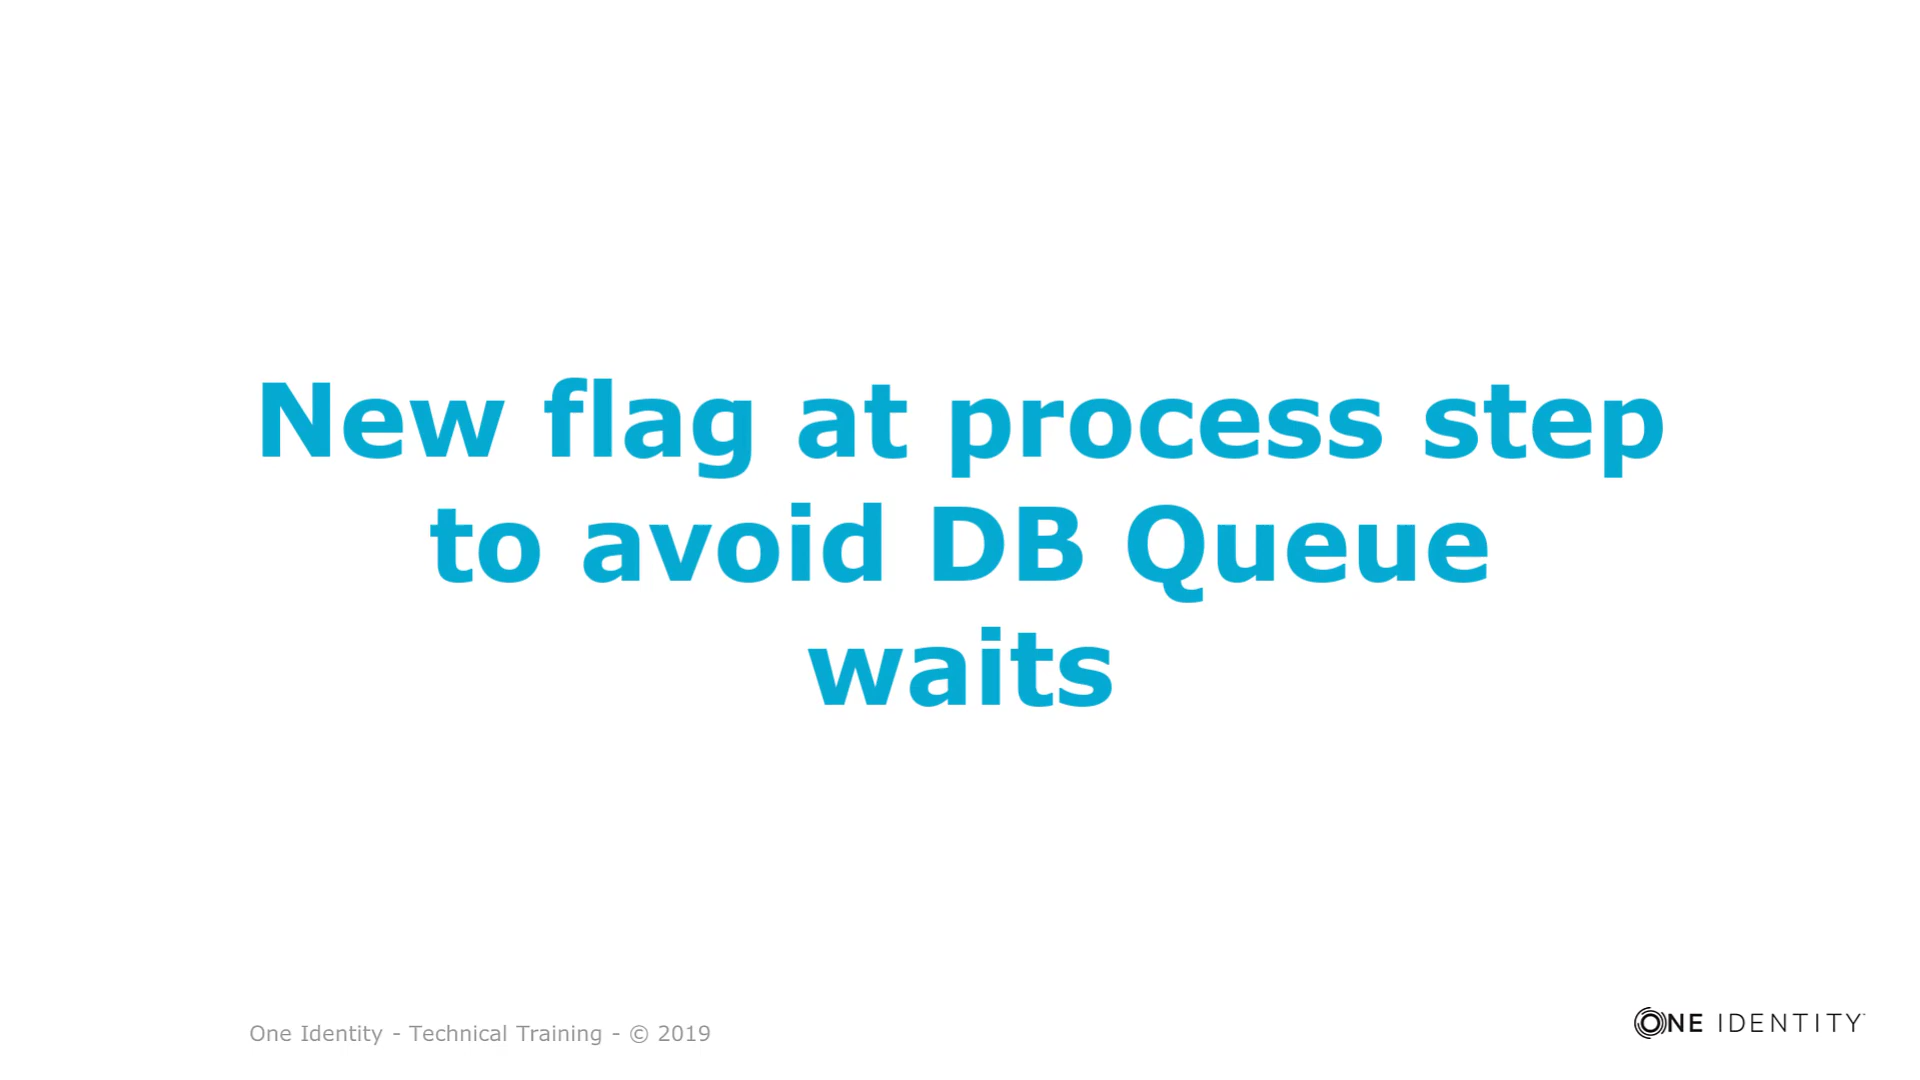 New flag at process step
to avoid DB Queue
waits
One Identity - Technical Training - © 2019
ONE IDENTITY